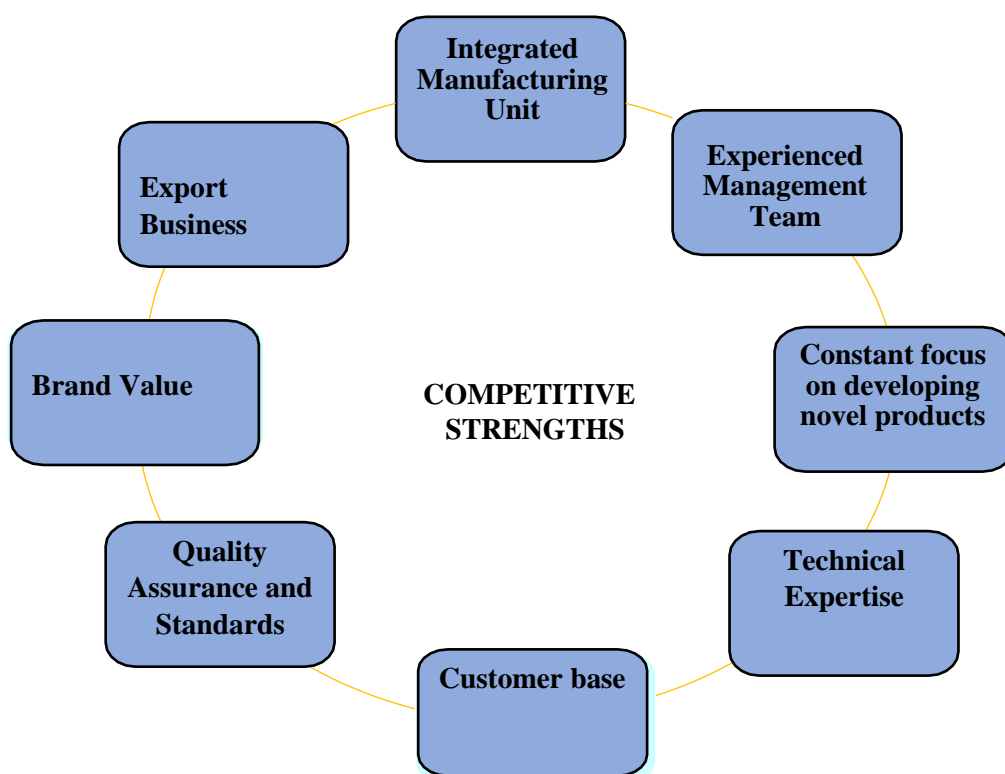 Integrated
Manufacturing
Unit
Experienced
Management
Team
Constant focus
on developing
novel products
Technical
Expertise
Customer base
Quality
Assurance and
Standards
Brand Value
Export
Business
COMPETITIVE
STRENGTHS